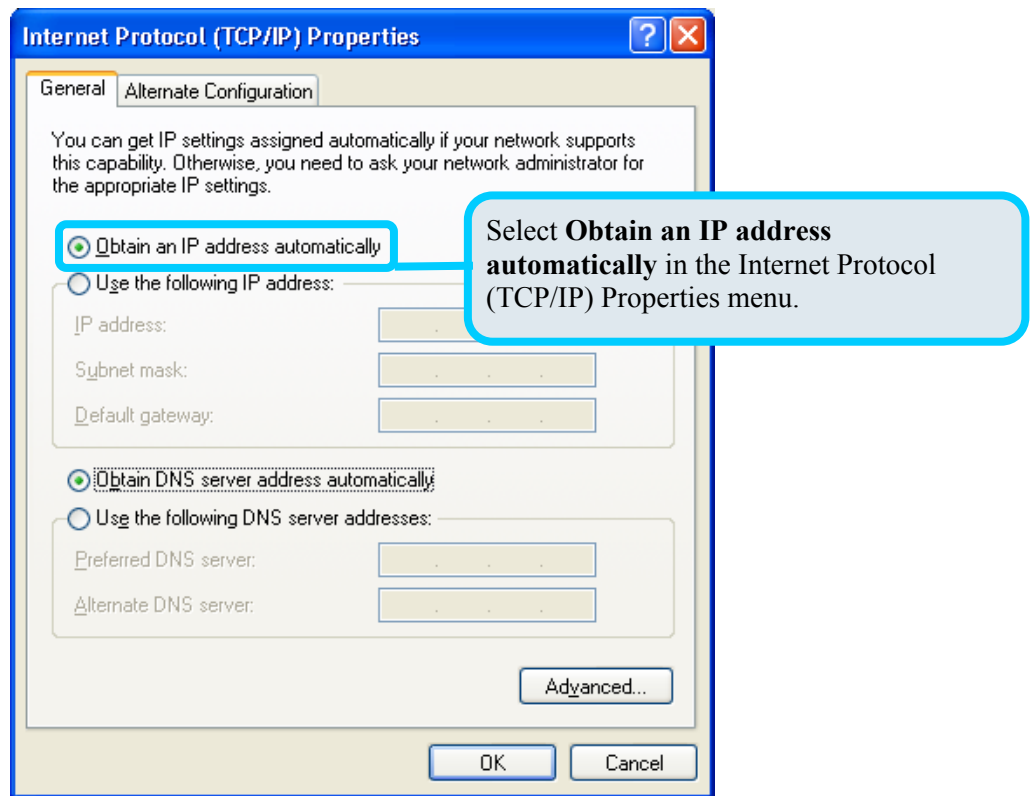 Internet Protocol (TCP/IP) Properties
General
Alternate Configuration
You can get IP settings assigned automatically if your network supports
this capability. Otherwise, you need to ask your network administrator for
the appropriate IP settings.
Obtain an IP address automatically
Select Obtain an IP address
automatically in the Internet Protocol
(TCP/IP) Properties menu.
Use the following IP address:
IP address:
Subnet mask:
Default gateway:
Obtain DNS server address automatically
Use the following DNS server addresses:
Preferred DNS server:
Alternate DNS server:
Advanced...
OK
Cancel